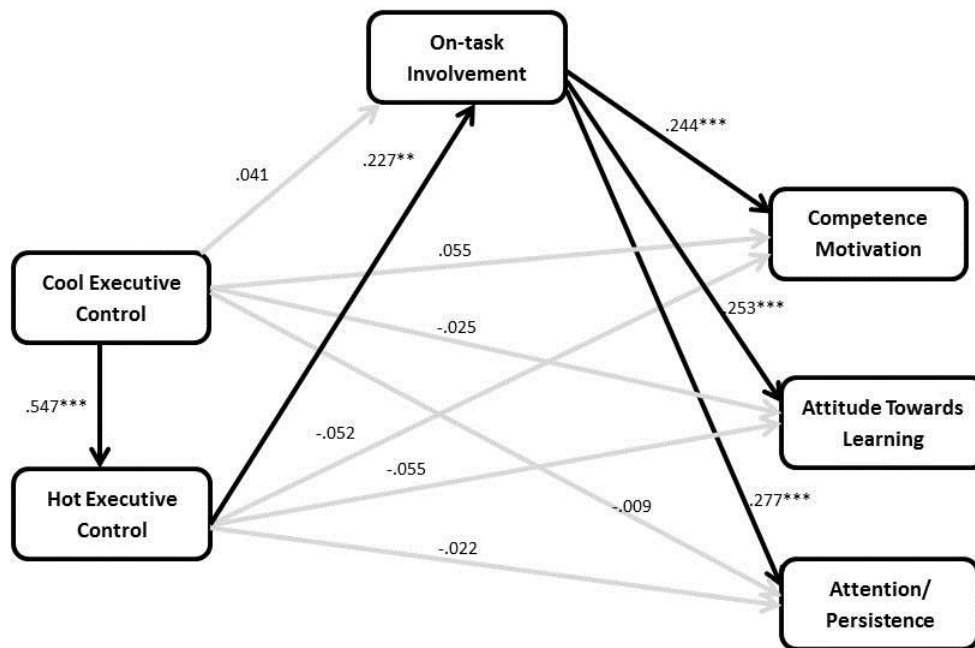 On-task
Involvement
.244***
.227**
.041
Competence
Motivation
.055
Cool Executive
Control
-.025
.253***
.547***
Attitude Towards
Learning
-.052
-.055
Hot Executive
Control
-.009
.277***
-.022
Attention/
Persistence